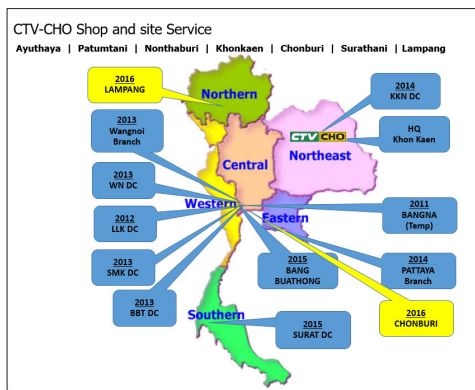 CTV-CHO Shop and site Service
Ayuthaya | Patumtani | Nonthaburi | Khonkaen | Chonburi | Surathani | Lampang
2016
LAMPANG
Northern
2014
KKN DC
2013
Wangnoi
Branch
CTV CHO
HQ
Khon Kaen
Central
Northeast
2013
WN DC
Western
Eastern
2012
LLK DC
2011
BANGNA
(Temp)
2013
SMK DC
2015
BANG
BUATHONG
2014
PATTAYA
Branch
2013
BBT DC
2016
CHONBURI
Southern
2015
SURAT DC